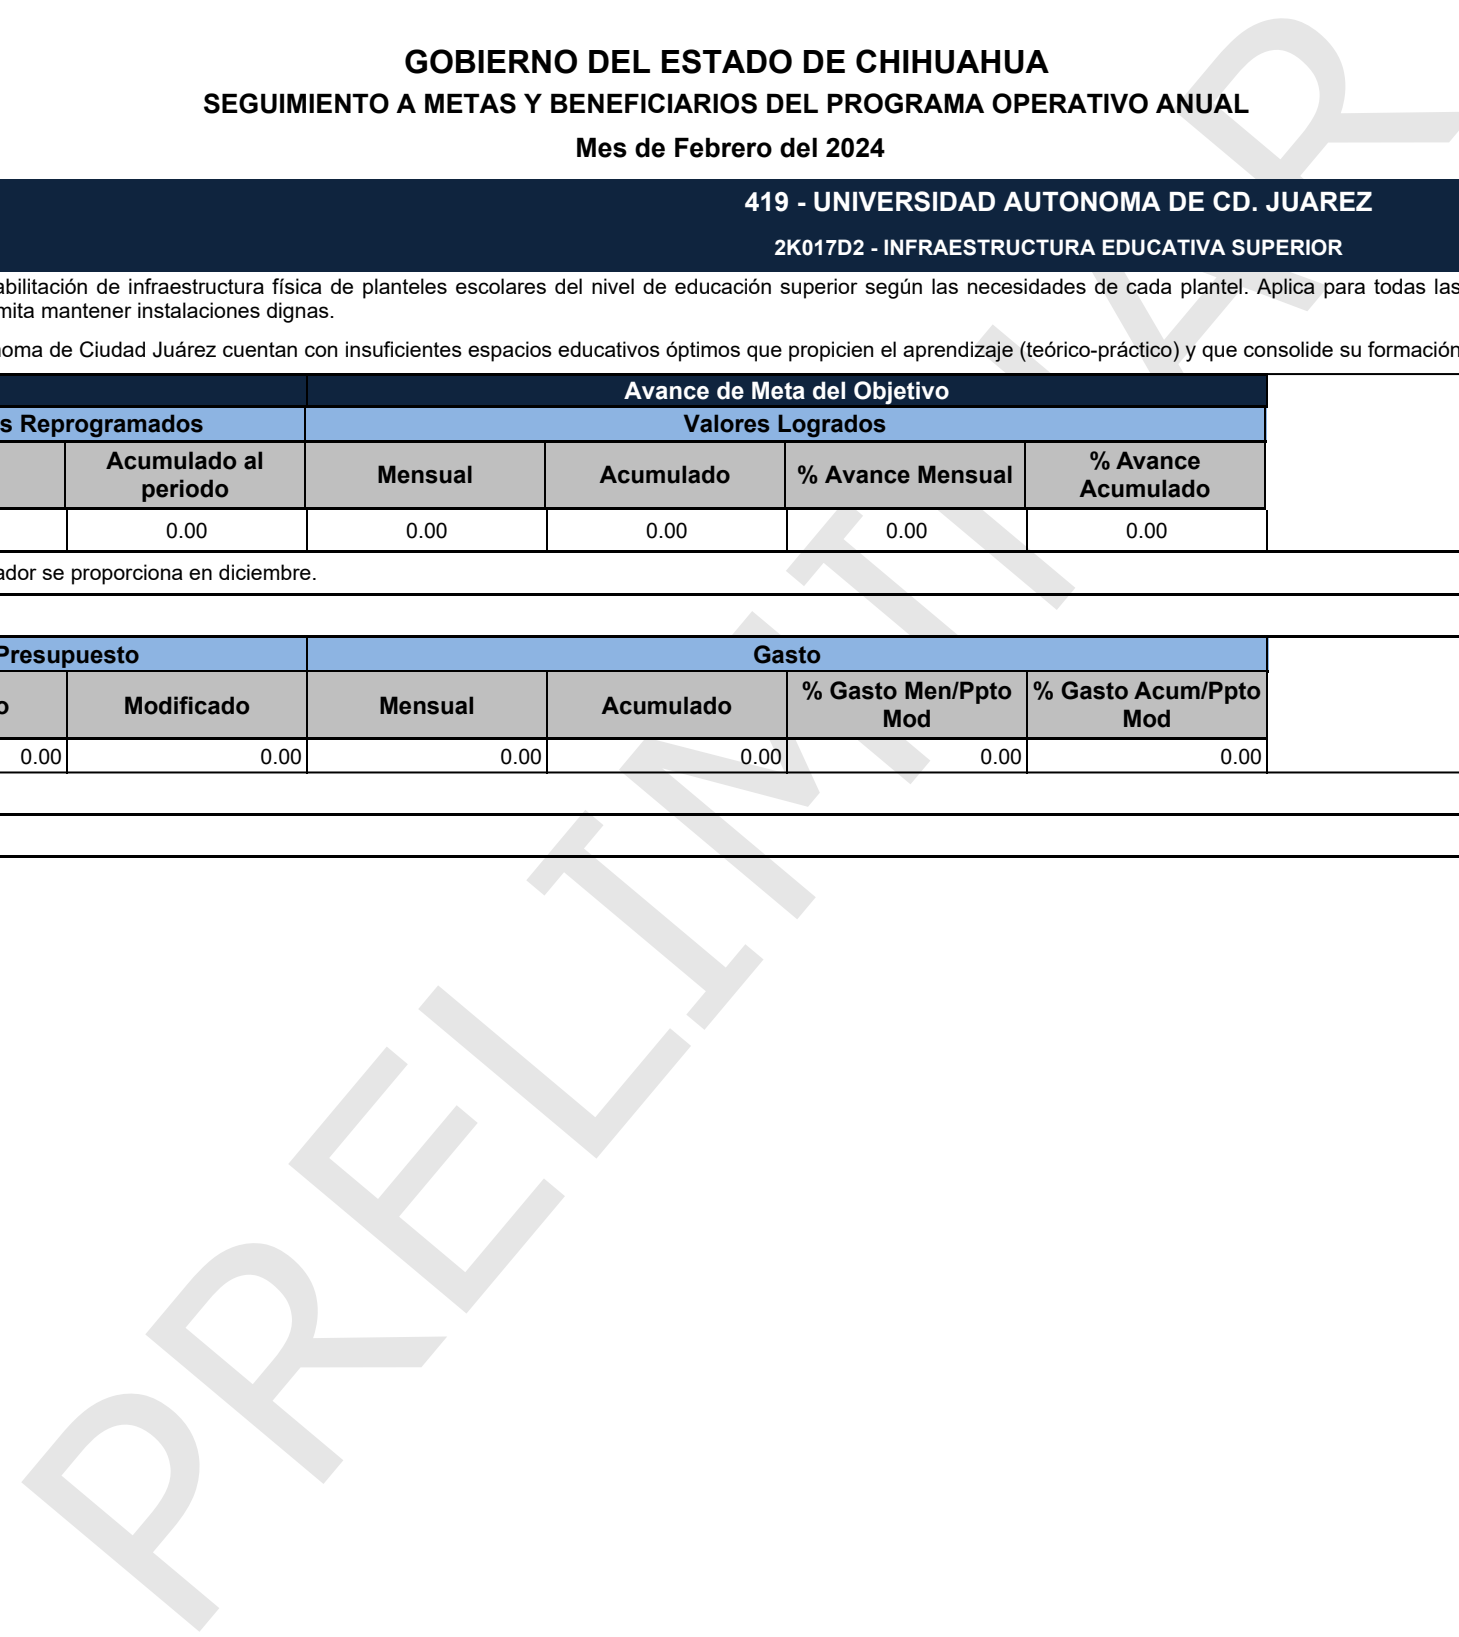 GOBIERNO DEL ESTADO DE CHIHUAHUA
SEGUIMIENTO A METAS Y BENEFICIARIOS DEL PROGRAMA OPERATIVO ANUAL
Mes de Febrero del 2024
419 - UNIVERSIDAD AUTONOMA DE CD. JUAREZ
2K017D2 - INFRAESTRUCTURA EDUCATIVA SUPERIOR
abilitación de infraestructura física de planteles escolares del nivel de educación superior según las necesidades de cada plantel. Aplica para todas las
mita mantener instalaciones dignas.
noma de Ciudad Juárez cuentan con insuficientes espacios educativos óptimos que propicien el aprendizaje (teórico-práctico) y que consolide su formación
Avance de Meta del Objetivo
s Reprogramados Valores Logrados
Acumulado al periodo Mensual Acumulado % Avance Mensual % Avance Acumulado
0.00 0.00 0.00 0.00 0.00
ador se proporciona en diciembre.
Presupuesto Gasto
o Modificado Mensual Acumulado % Gasto Men/Ppto Mod % Gasto Acum/Ppto Mod
0.00 0.00 0.00 0.00 0.00 0.00
PRELIMINAR